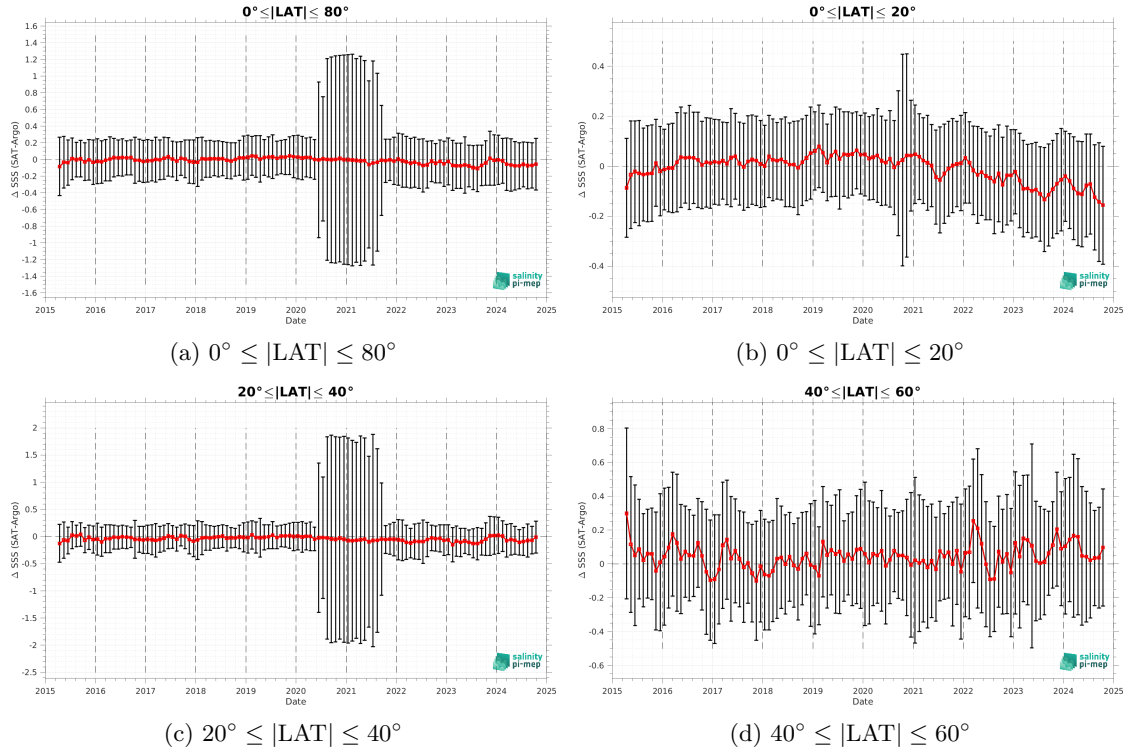 0°≤|LAT|≤ 80°
1.6
1.4
1.2
1
0.8
0.6
0.4
0.2
0
-0.2
-0.4
-0.6
-0.8
-1
-1.2
-1.4
-1.6
Δ SSS (SAT-Argo)
2015 2016 2017 2018 2019 2020 2021 2022 2023 2024 2025
Date
salinity
pi-mep
(a) 0° ≤ |LAT| ≤ 80°
0°≤|LAT|≤ 20°
0.4
0.2
0
-0.2
-0.4
Δ SSS (SAT-Argo)
2015 2016 2017 2018 2019 2020 2021 2022 2023 2024 2025
Date
salinity
pi-mep
(b) 0° ≤ |LAT| ≤ 20°
20°≤|LAT|≤ 40°
2
1.5
1
0.5
0
-0.5
-1
-1.5
-2
-2.5
Δ SSS (SAT-Argo)
2015 2016 2017 2018 2019 2020 2021 2022 2023 2024 2025
Date
salinity
pi-mep
(c) 20° ≤ |LAT| ≤ 40°
40°≤|LAT|≤ 60°
0.8
0.6
0.4
0.2
0
-0.2
-0.4
-0.6
Δ SSS (SAT-Argo)
2015 2016 2017 2018 2019 2020 2021 2022 2023 2024 2025
Date
salinity
pi-mep
(d) 40° ≤ |LAT| ≤ 60°